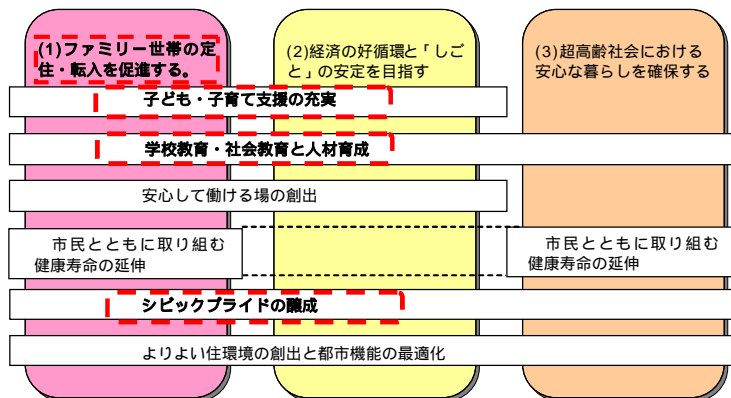 (1)ファミリー世帯の定
住・転入を促進する。
(2)経済の好循環と「しご
と」の安定を目指す
(3)超高齢社会における
安心な暮らしを確保する
子ども・子育て支援の充実
学校教育・社会教育と人材育成
安心して働ける場の創出
市民とともに取り組む
健康寿命の延伸
市民とともに取り組む
健康寿命の延伸
シビックプライドの醸成
よりよい住環境の創出と都市機能の最適化